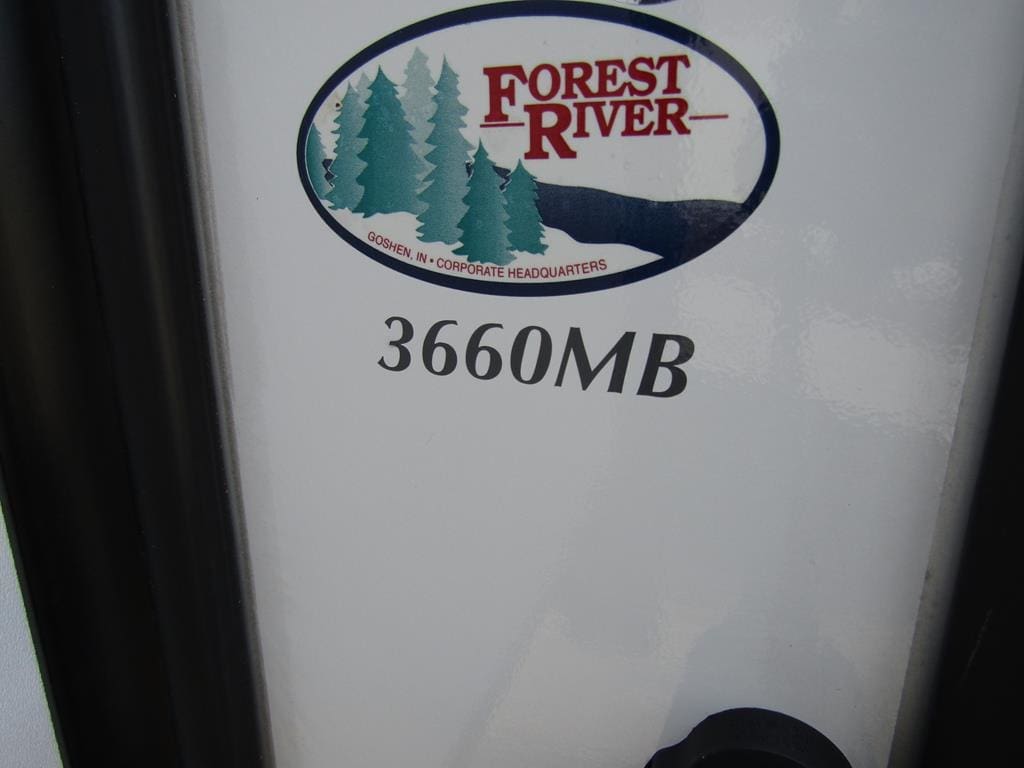 FOREST
RIVER
GOSHEN, IN • CORPORATE HEADQUARTERS
3660MB